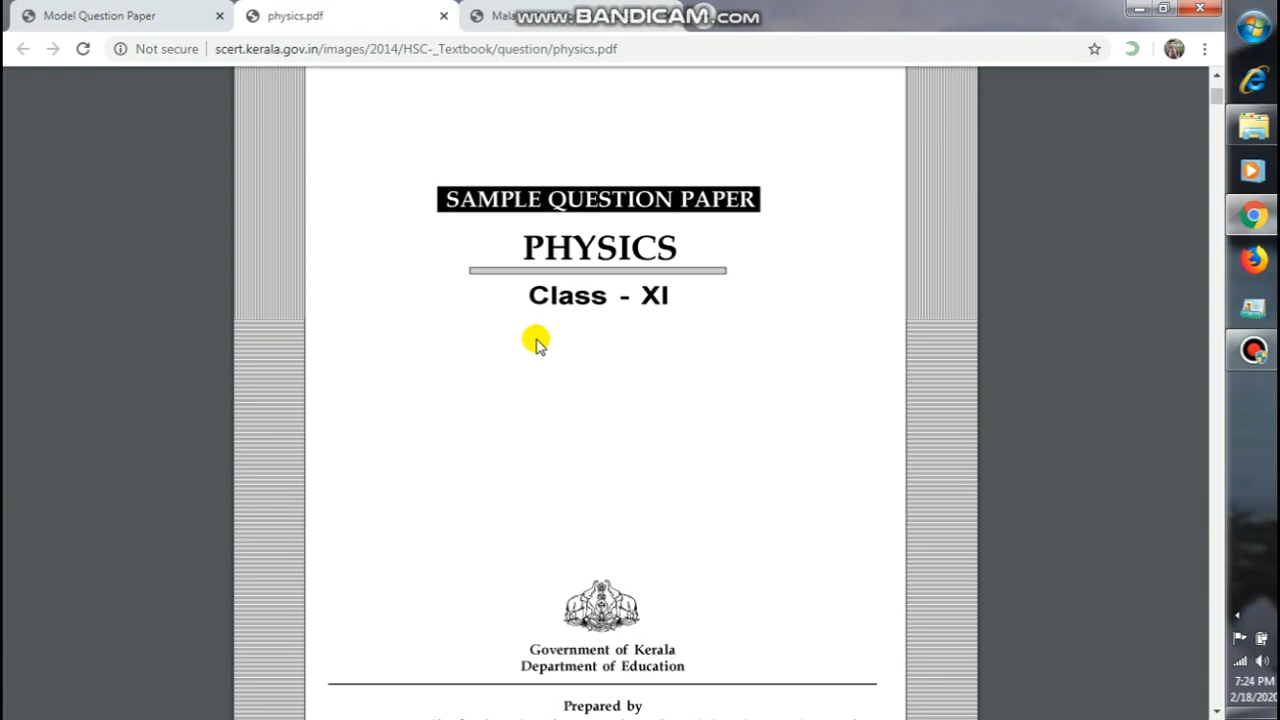 Model Question Paper
physics.pdf
www.BANDICAM.com
Not secure
scert.kerala.gov.in/images/2014/HSC-_Textbook/question/physics.pdf
SAMPLE QUESTION PAPER
PHYSICS
Class - XI
Government of Kerala
Department of Education
Prepared by
7:24 PM
2/18/2020